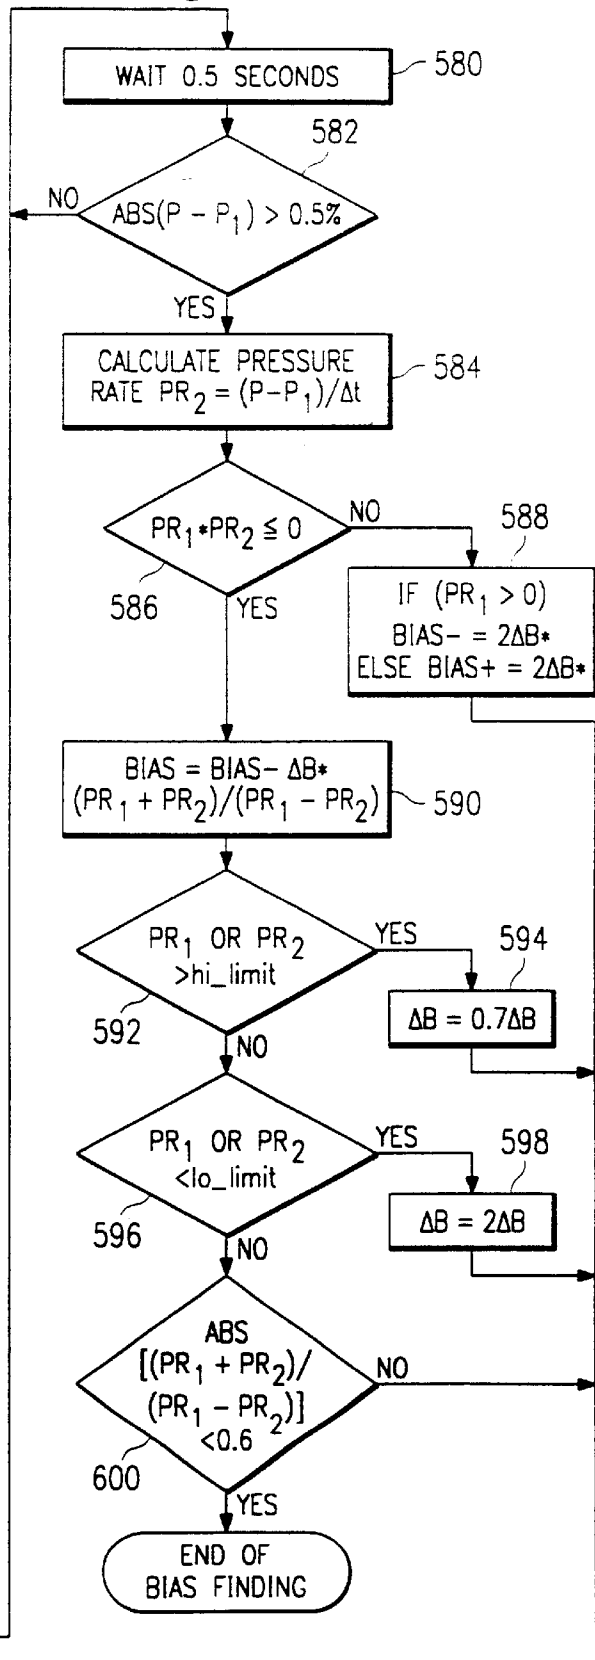 WAIT 0.5 SECONDS
580
582
NO
ABS(P - P1) > 0.5%
YES
CALCULATE PRESSURE
RATE PR2 = (P-P1)/Δt
584
PR1*PR2 ≦ 0
NO
586
YES
588
IF (PR1 > 0)
BIAS- = 2ΔB*
ELSE BIAS+ = 2ΔB*
BIAS = BIAS- ΔB*
(PR1 + PR2)/(PR1 - PR2)
590
PR1 OR PR2
>hi_limit
YES
592
NO
594
ΔB = 0.7ΔB
PR1 OR PR2
<lo_limit
YES
596
NO
598
ΔB = 2ΔB
ABS
[(PR1 + PR2)/
(PR1 - PR2)]
<0.6
NO
600
YES
END OF
BIAS FINDING